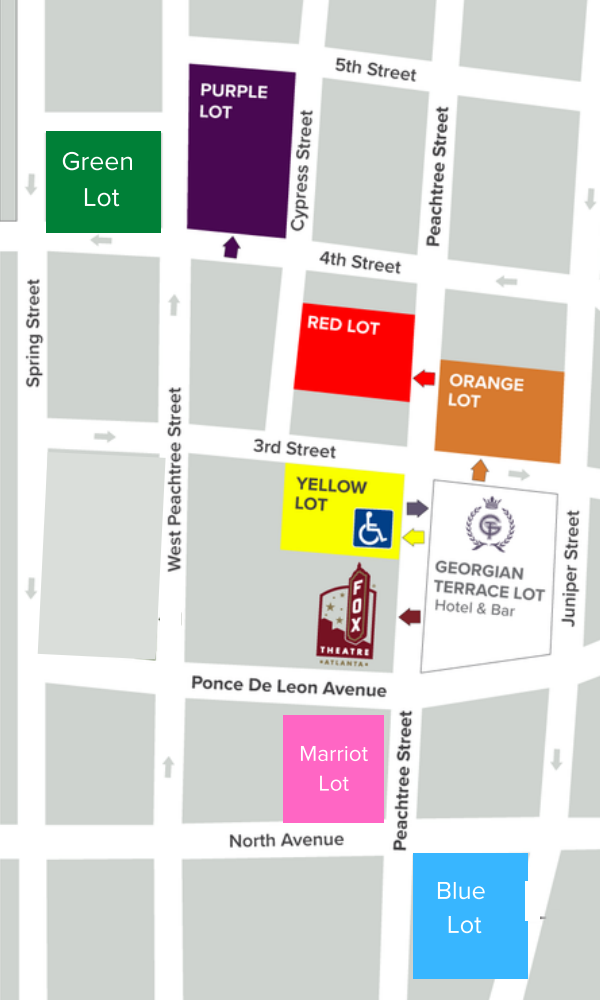 5th Street
PURPLE
LOT
Cypress Street
Peachtree Street
Green
Lot
4th Street
Spring Street
RED LOT
ORANGE
LOT
West Peachtree Street
3rd Street
YELLOW
LOT
GT
GEORGIAN
TERRACE LOT
Hotel & Bar
Juniper Street
FOX
THEATRE
•ATLANTA•
Ponce De Leon Avenue
Marriot
Lot
Peachtree Street
North Avenue
Blue
Lot